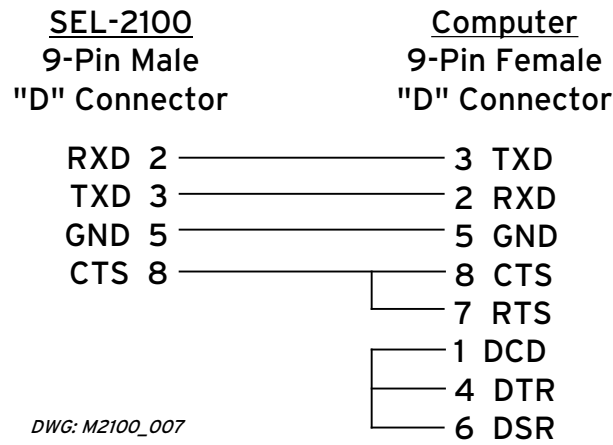 SEL-2100 Computer
9-Pin Male 9-Pin Female
"D" Connector "D" Connector
RXD 2 3 TXD
TXD 3 2 RXD
GND 5 5 GND
CTS 8 8 CTS
7 RTS
1 DCD
4 DTR
DWG: M2100_007 6 DSR